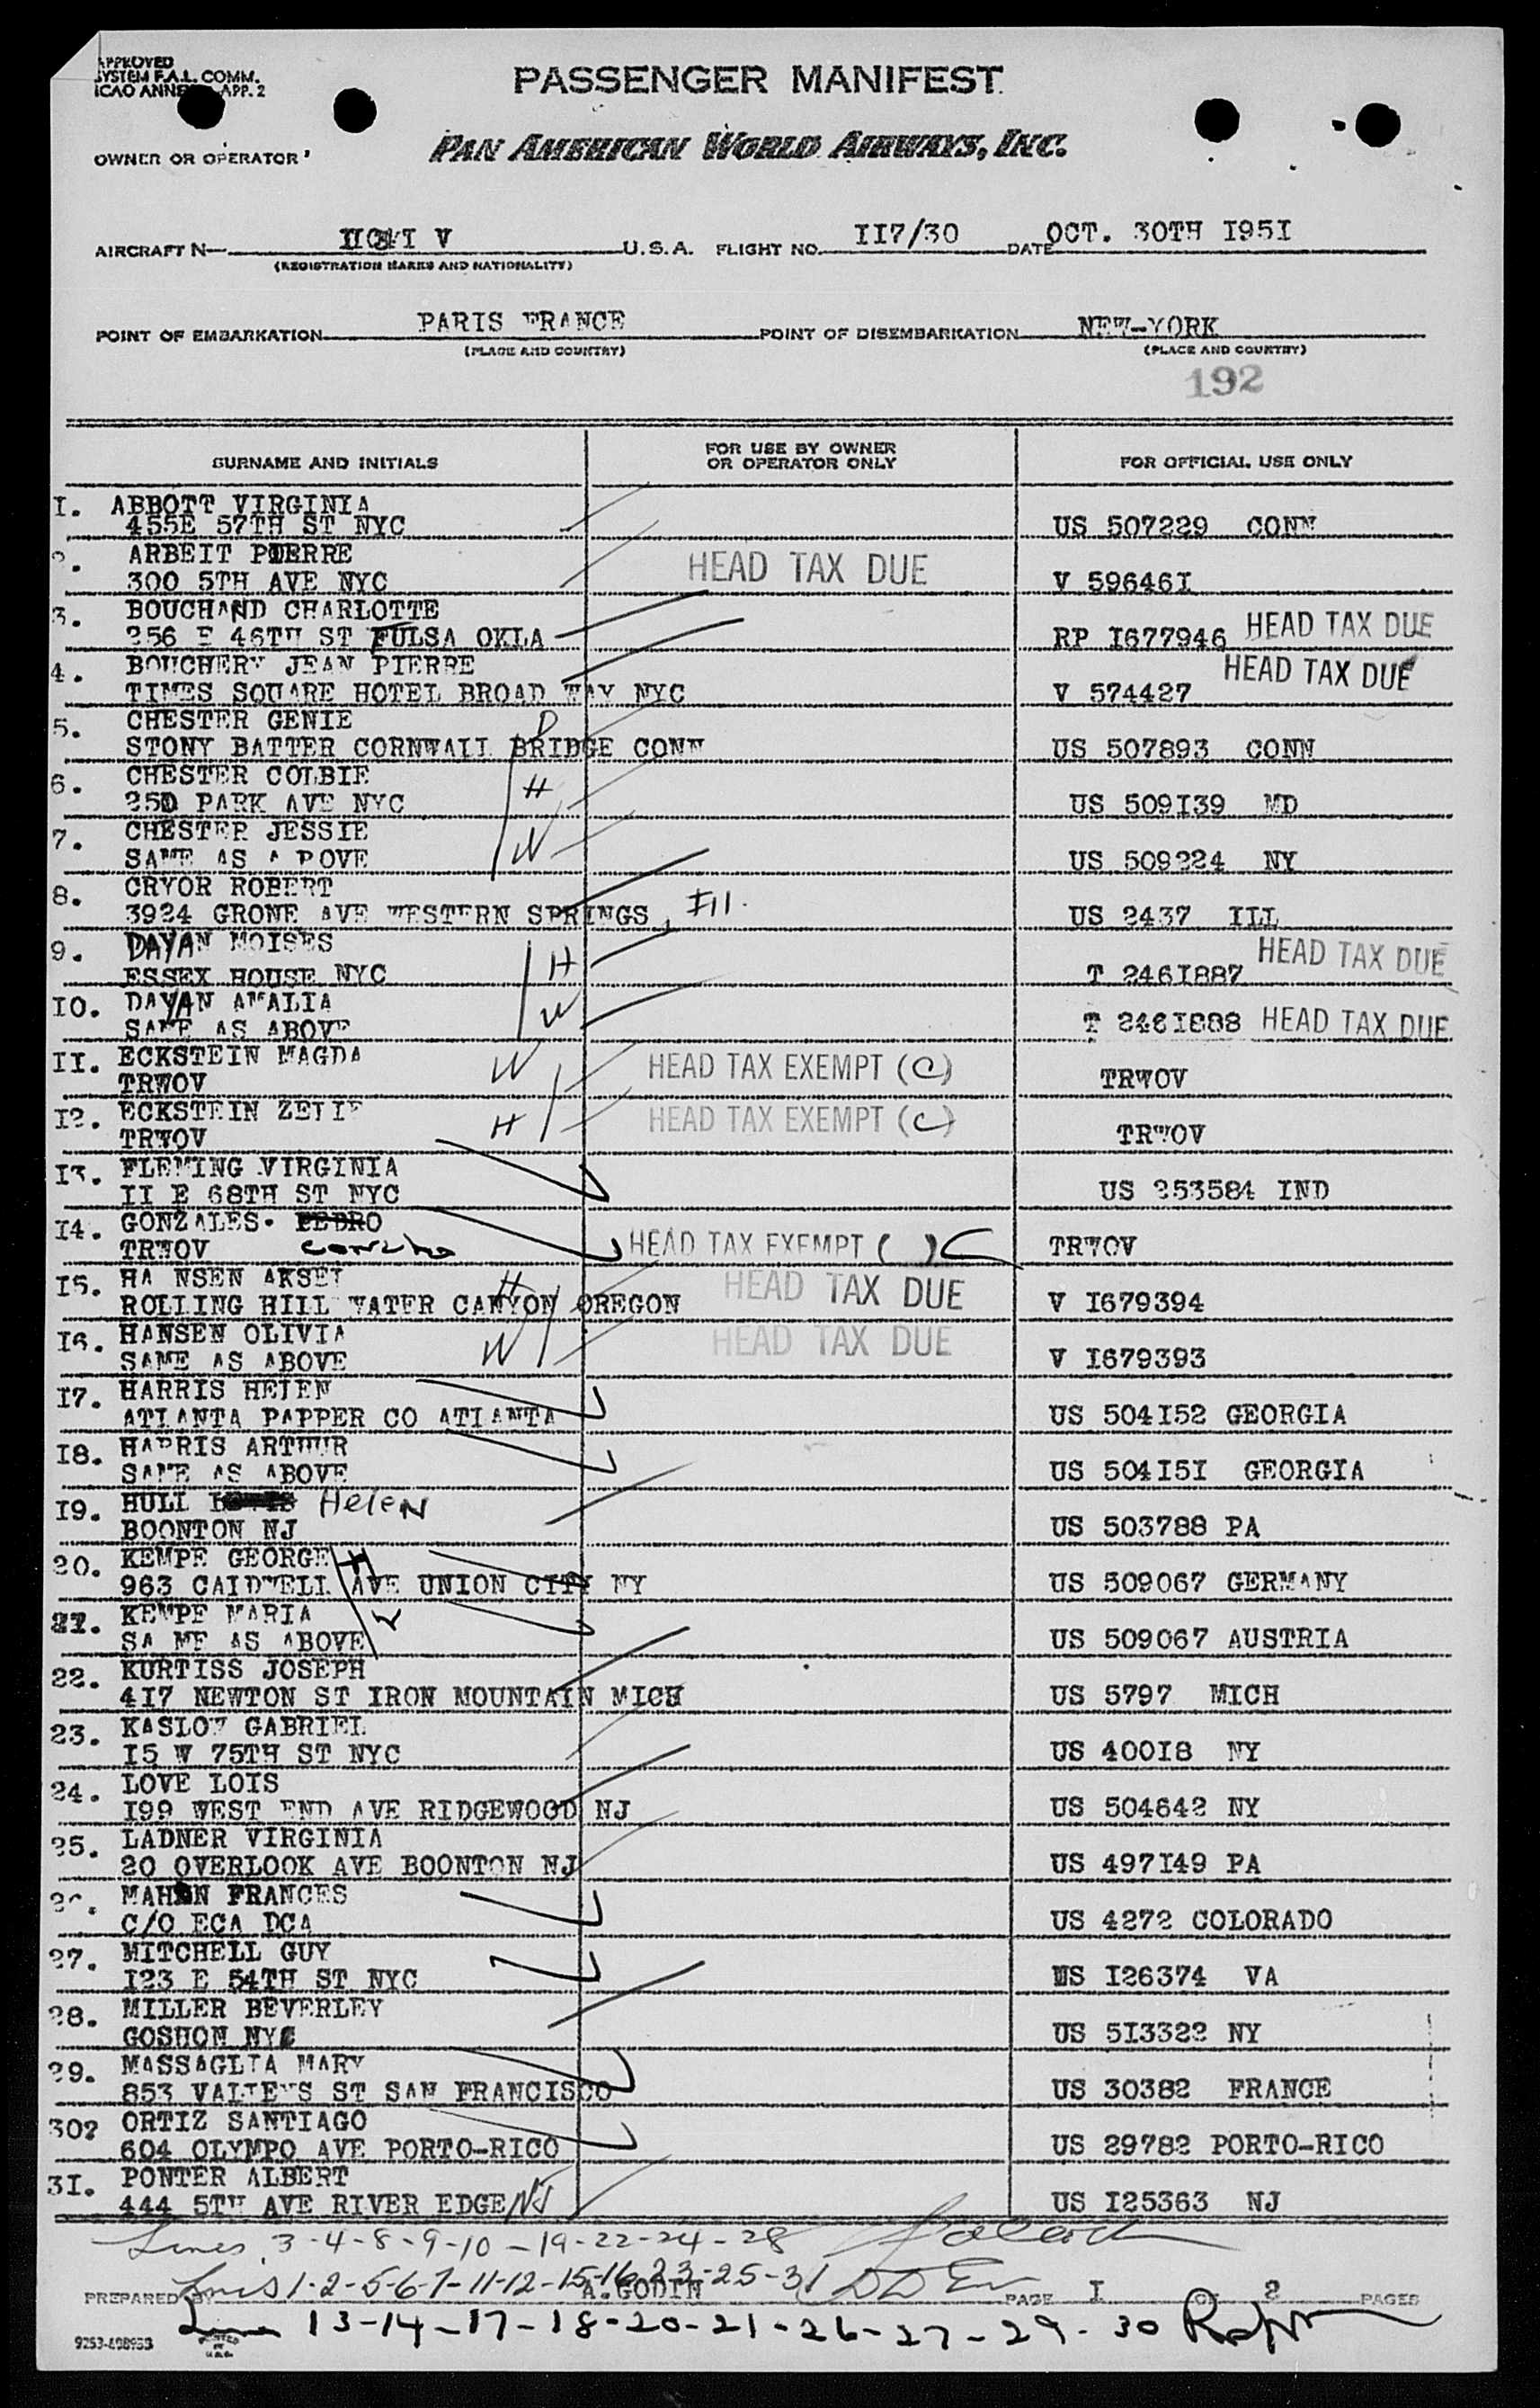 APPROVED
SYSTEM F.A.L. COMM.
ICAO ANNEX APP. 2
PASSENGER MANIFEST
OWNER OR OPERATOR
PAN AMERICAN WORLD AIRWAYS, INC.
AIRCRAFT N— V U.S.A. FLIGHT NO. II7/30 DATE OCT. 30TH I95I
(REGISTRATION MARKS AND NATIONALITY)
POINT OF EMBARKATION PARIS FRANCE POINT OF DISEMBARKATION NEW-YORK
(PLACE AND COUNTRY) (PLACE AND COUNTRY)
192
SURNAME AND INITIALS FOR USE BY OWNER OR OPERATOR ONLY FOR OFFICIAL USE ONLY
I. ABBOTT VIRGINIA
455E 57TH ST NYC US 507229 CONN
2. ARBEIT PIERRE HEAD TAX DUE
300 5TH AVE NYC V 59646I
3. BOUCHAND CHARLOTTE HEAD TAX DUE
256 E 46TH ST TULSA OKLA RP I677946
4. BOUCHERY JEAN PIERRE HEAD TAX DUE
TIMES SQUARE HOTEL BROAD WAY NYC V 574427
5. CHESTER GENIE D
STONY BATTER CORNWALL BRIDGE CONN US 507893 CONN
6. CHESTER COLBIE H
25D PARK AVE NYC US 509I39 MD
7. CHESTER JESSIE
SAME AS A BOVE W US 509224 NY
8. CRYOR ROBERT
3924 GRONE AVE WESTERN SPRINGS, Ill. US 2437 ILL
9. DAYAN MOISES H HEAD TAX DUE
ESSEX HOUSE NYC T 246I887
I0. DAYAN AMALIA W
SAME AS ABOVE T 246I888 HEAD TAX DUE
II. ECKSTEIN MAGDA W HEAD TAX EXEMPT (C)
TRWOV TRWOV
I2. ECKSTEIN ZELIE H HEAD TAX EXEMPT (C)
TRWOV TRWOV
I3. FLEMING VIRGINIA
II E 68TH ST NYC US 253584 IND
I4. GONZALES. PEDRO
TRWOV Concha HEAD TAX EXEMPT ( ) C TRWOV
I5. HA NSEN AKSEL H HEAD TAX DUE
ROLLING HILL WATER CANYON OREGON V I679394
I6. HANSEN OLIVIA HEAD TAX DUE
SAME AS ABOVE W V I679393
I7. HARRIS HELEN
ATLANTA PAPPER CO ATLANTA US 504I52 GEORGIA
I8. HARRIS ARTHUR
SAME AS ABOVE US 504I5I GEORGIA
I9. HULL Helen
BOONTON NJ US 503788 PA
20. KEMPE GEORGE H
963 CALDWELL AVE UNION CITY NY US 509067 GERMANY
21. KEMPE MARIA W
SA ME AS ABOVE US 509067 AUSTRIA
22. KURTISS JOSEPH
4I7 NEWTON ST IRON MOUNTAIN MICH US 5797 MICH
23. KASLOW GABRIEL
I5 W 75TH ST NYC US 400I8 NY
24. LOVE LOIS
I99 WEST END AVE RIDGEWOOD NJ US 504642 NY
25. LADNER VIRGINIA
20 OVERLOOK AVE BOONTON NJ US 497I49 PA
26. MAHON FRANCES
C/O ECA DCA US 4272 COLORADO
27. MITCHELL GUY
I23 E 54TH ST NYC US I26374 VA
28. MILLER BEVERLEY
GOSHON NYC US 5I3322 NY
29. MASSAGLIA MARY
853 ST SAN FRANCISCO US 30382 FRANCE
30? ORTIZ SANTIAGO
604 OLYMPO AVE PORTO-RICO US 29782 PORTO-RICO
3I. PONTER ALBERT
444 5TH AVE RIVER EDGE NJ US I25363 NJ
Lines 3-4-8-9-10-19-22-24-28
PREPARED BY Lines 1-2-5-6-7-11-12-15-16-23-25-31 A. GODIN PAGE I OF 2 PAGES
Lines 13-14-17-18-20-21-26-27-29-30
PRINTED IN U.S.A.